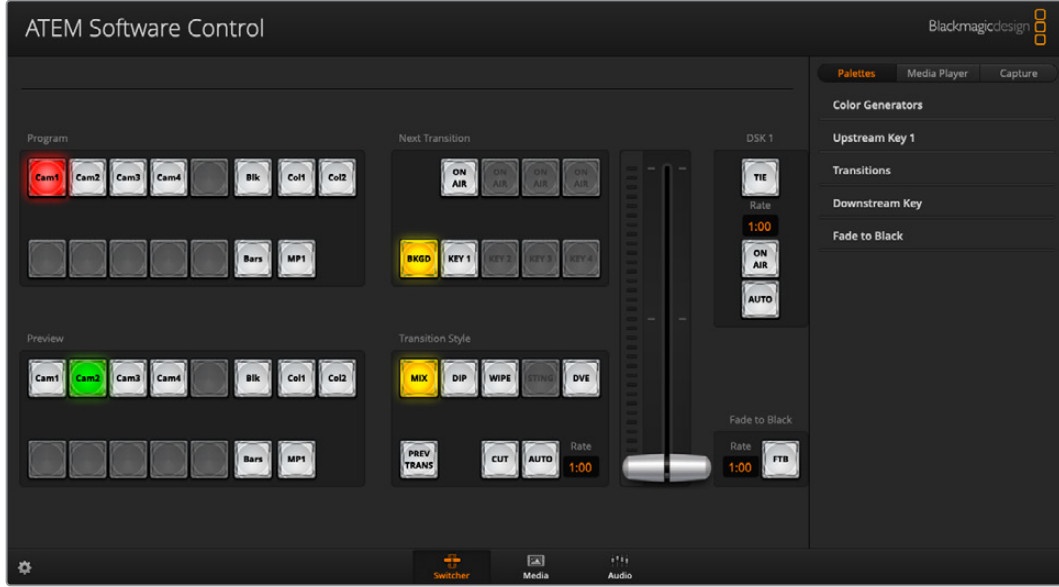 ATEM Software Control
Blackmagicdesign
Palettes Media Player Capture
Color Generators
Upstream Key 1
Transitions
Downstream Key
Fade to Black
Program
Cam1 Cam2 Cam3 Cam4 Blk Col1 Col2
Bars MP1
Next Transition
ON AIR ON AIR ON AIR ON AIR
BKGD KEY 1 KEY 2 KEY 3 KEY 4
DSK 1
TIE
Rate
1:00
ON
AIR
AUTO
Preview
Cam1 Cam2 Cam3 Cam4 Blk Col1 Col2
Bars MP1
Transition Style
MIX DIP WIPE STING DVE
PREV
TRANS
CUT AUTO
Rate
1:00
Fade to Black
Rate
1:00 FTB
Switcher Media Audio